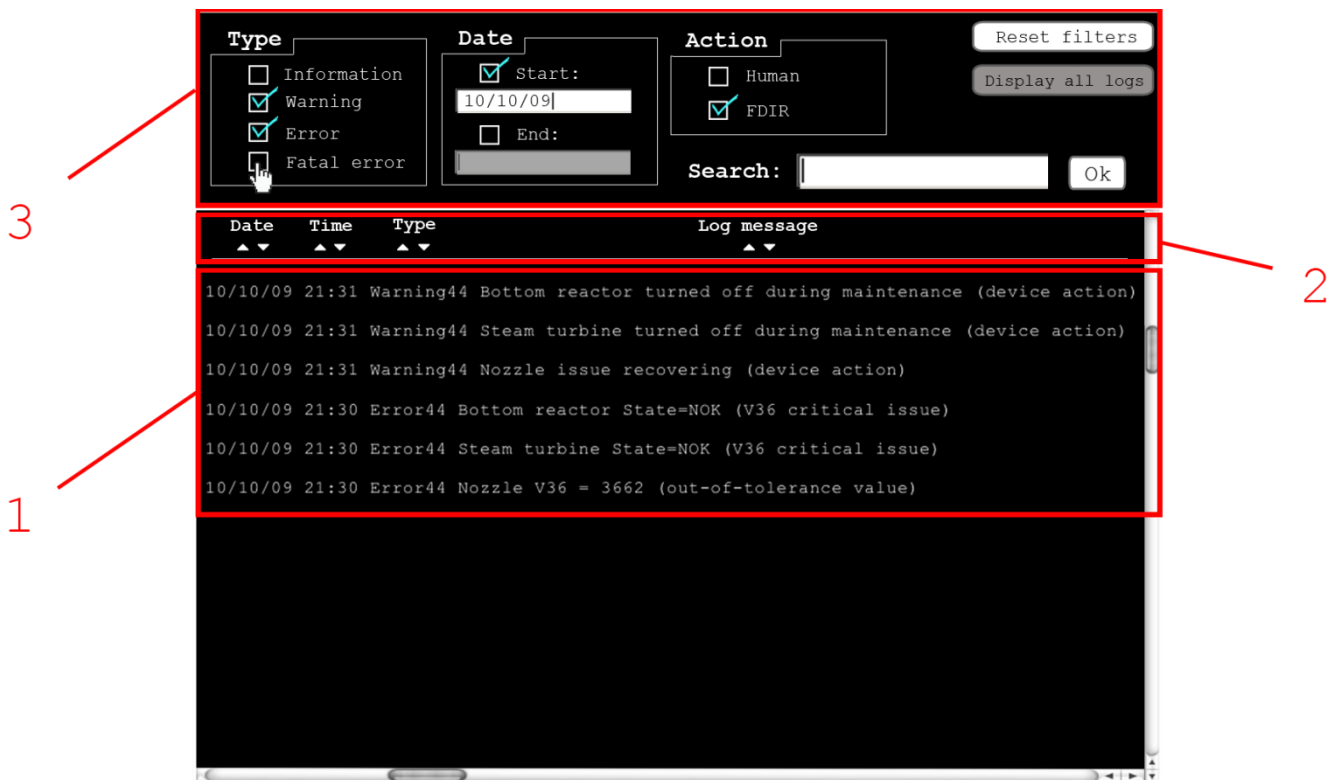 Type
Information
Warning
Error
Fatal error
Date
Start:
10/10/09
End:
Action
Human
FDIR
Reset filters
Display all logs
Search:
Ok
3
Date Time Type Log message
2
10/10/09 21:31 Warning44 Bottom reactor turned off during maintenance (device action)
10/10/09 21:31 Warning44 Steam turbine turned off during maintenance (device action)
10/10/09 21:31 Warning44 Nozzle issue recovering (device action)
10/10/09 21:30 Error44 Bottom reactor State=NOK (V36 critical issue)
10/10/09 21:30 Error44 Steam turbine State=NOK (V36 critical issue)
10/10/09 21:30 Error44 Nozzle V36 = 3662 (out-of-tolerance value)
1